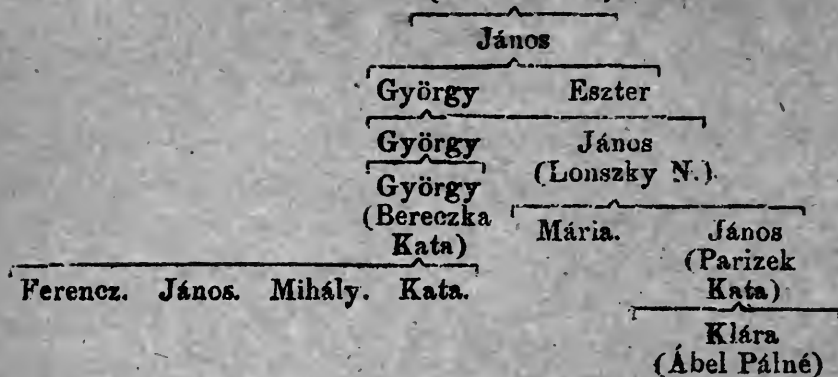 János
György Eszter
György János
(Lonszky N.)
György
(Bereczka
Kata)
Mária. János
(Parizek
Kata)
Ferencz. János. Mihály. Kata.
Klára
(Ábel Pálné)